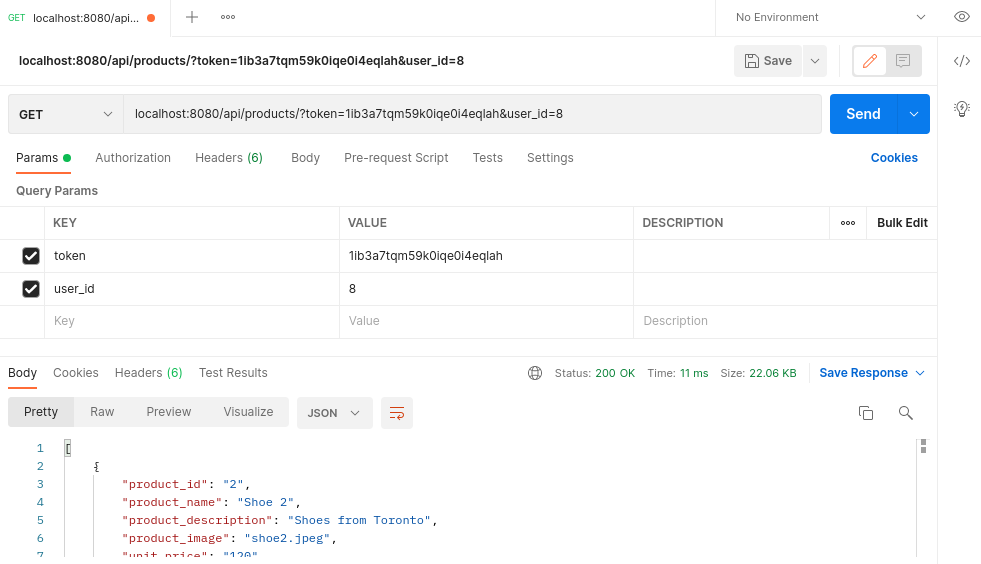 GET localhost:8080/api... No Environment
localhost:8080/api/products/?token=1ib3a7tqm59k0iqe0i4eqlah&user_id=8 Save
GET localhost:8080/api/products/?token=1ib3a7tqm59k0iqe0i4eqlah&user_id=8 Send
Params Authorization Headers (6) Body Pre-request Script Tests Settings Cookies
Query Params
KEY VALUE DESCRIPTION Bulk Edit
token 1ib3a7tqm59k0iqe0i4eqlah
user_id 8
Key Value Description
Body Cookies Headers (6) Test Results Status: 200 OK Time: 11 ms Size: 22.06 KB Save Response
Pretty Raw Preview Visualize JSON
1 [
2 {
3 "product_id": "2",
4 "product_name": "Shoe 2",
5 "product_description": "Shoes from Toronto",
6 "product_image": "shoe2.jpeg",
7 "unit_price": "120"